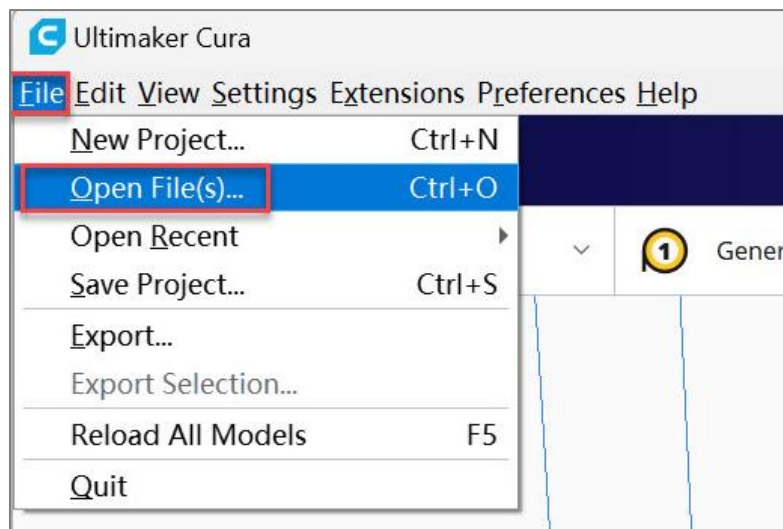 Ultimaker Cura
File Edit View Settings Extensions Preferences Help
New Project... Ctrl+N
Open File(s)... Ctrl+O
Open Recent
1
Save Project... Ctrl+S
Export...
Export Selection...
Reload All Models F5
Quit